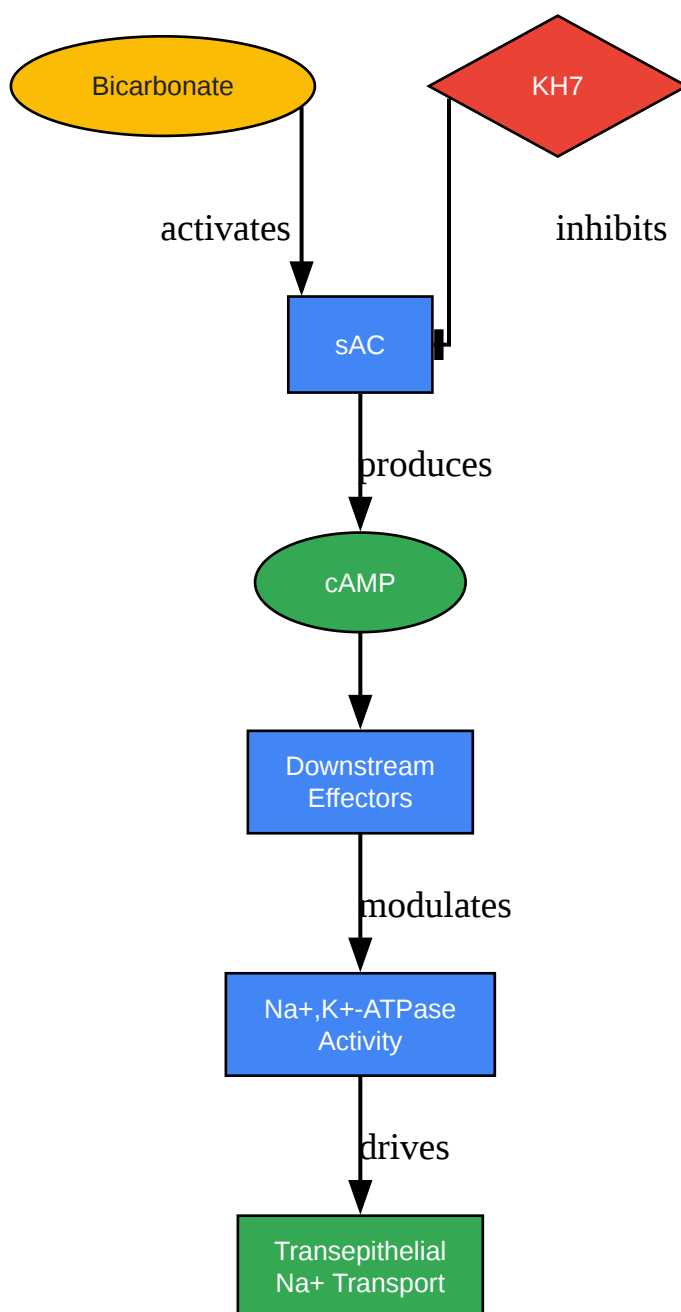 Bicarbonate
KH7
activates
inhibits
sAC
produces
cAMP
Downstream
Effectors
modulates
Na+,K+-ATPase
Activity
drives
Transepithelial
Na+ Transport